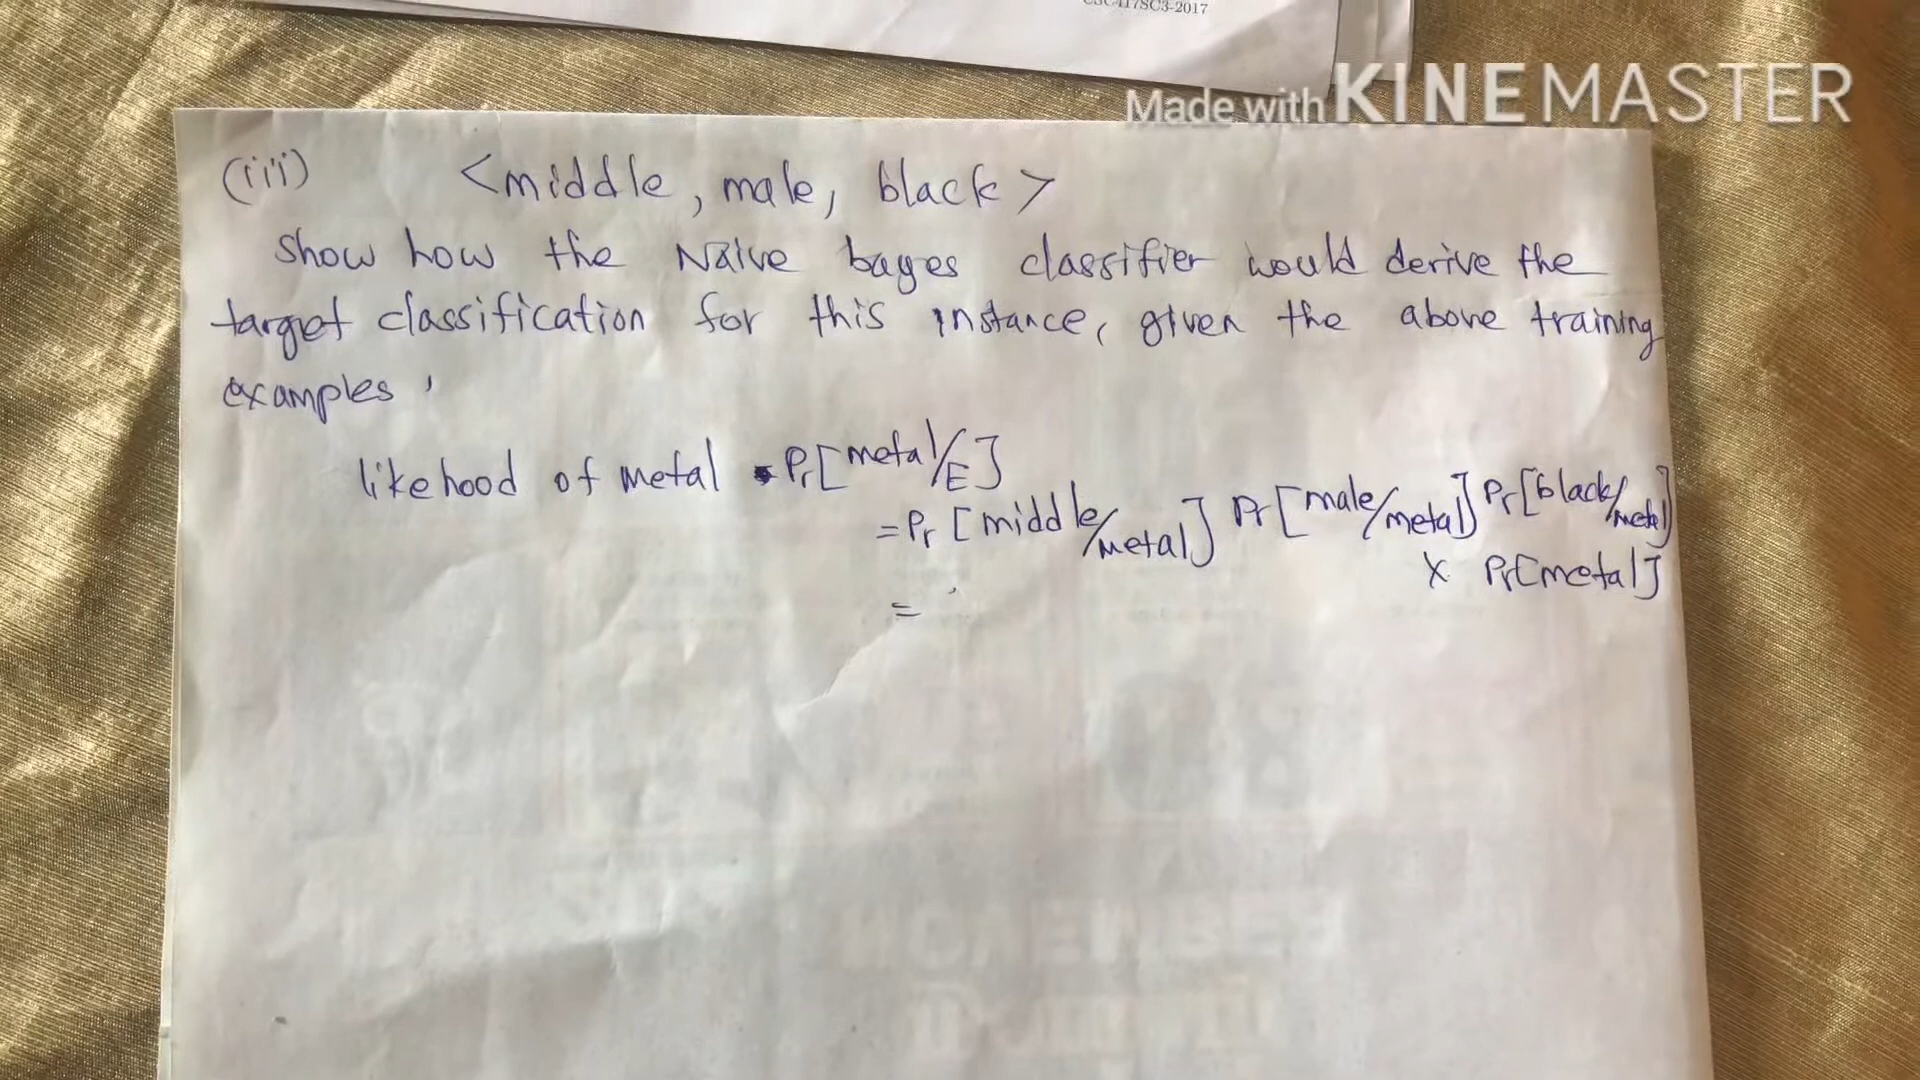 CSC417SC3-2017
Made with KINEMASTER
(iii) <middle, male, black>
show how the Naive bayes classifier would derive the
target classification for this instance, given the above training
examples,
likehood of metal = Pr[metal/E]
= Pr [middle/metal] Pr[male/metal] Pr[black/metal]
x Pr[metal]
=